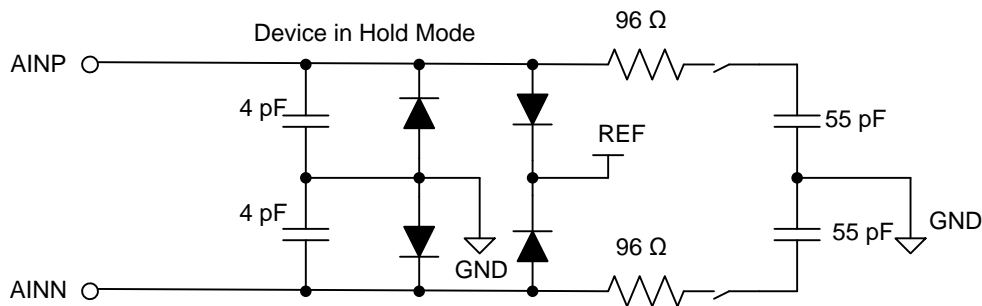 96 Ω
Device in Hold Mode
AINP
4 pF
REF
55 pF
4 pF
GND
55 pF
GND
96 Ω
AINN